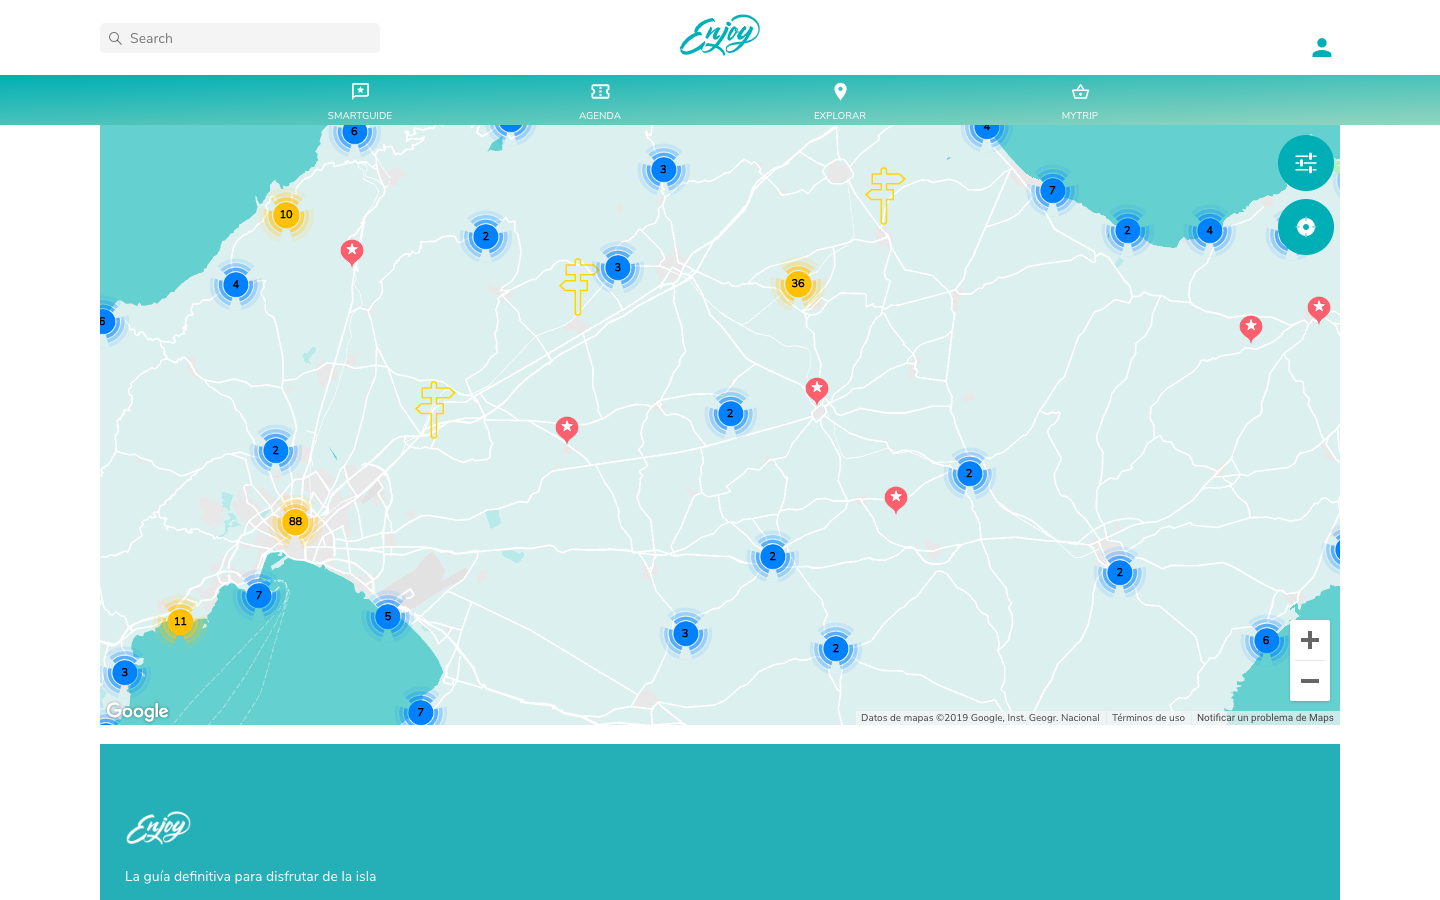 Search
Enjoy
SMARTGUIDE
AGENDA
EXPLORAR
MYTRIP
6
4
3
7
10
2
2
4
3
4
36
6
2
2
2
88
2
2
7
5
11
3
2
6
3
7
Google
Datos de mapas ©2019 Google, Inst. Geogr. Nacional
Términos de uso
Notificar un problema de Maps
Enjoy
La guía definitiva para disfrutar de la isla